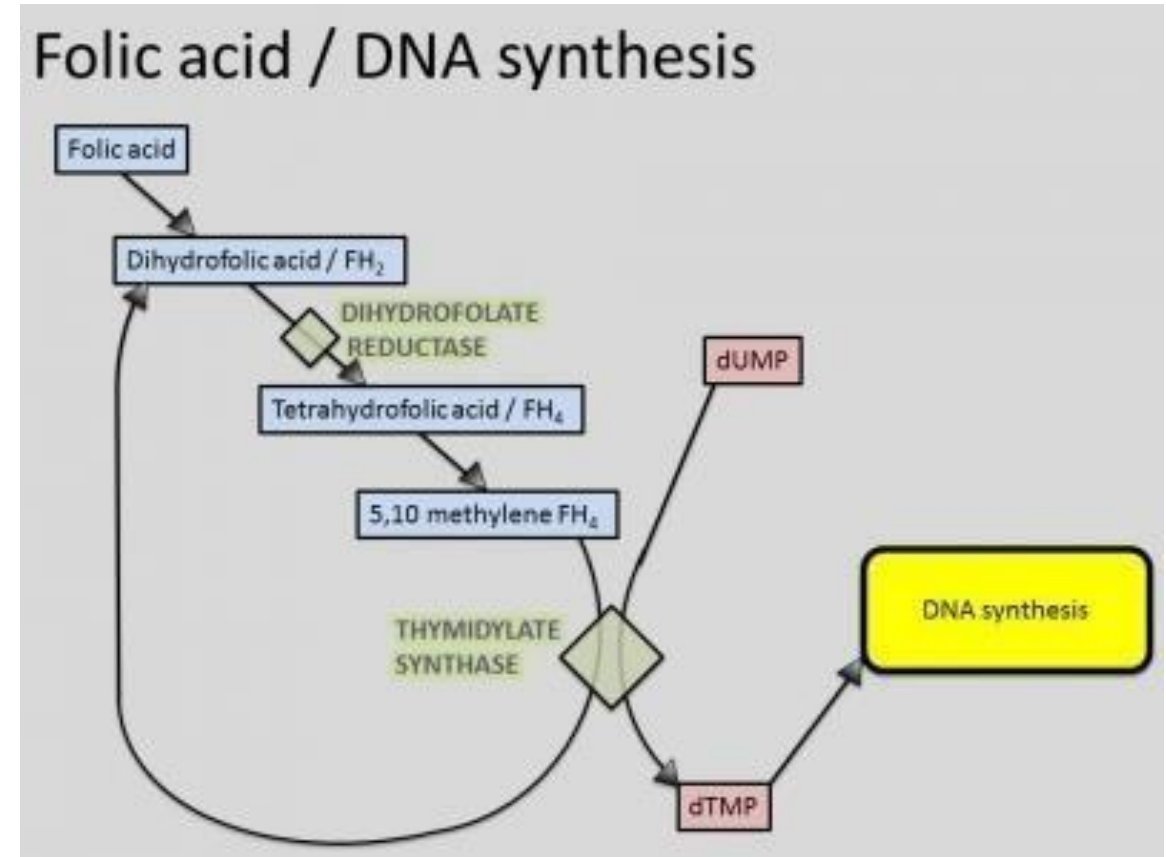 Folic acid / DNA synthesis
Folic acid
Dihydrofolic acid / FH₂
DIHYDROFOLATE
REDUCTASE
dUMP
Tetrahydrofolic acid / FH₄
5,10 methylene FH₄
THYMIDYLATE
SYNTHASE
DNA synthesis
dTMP